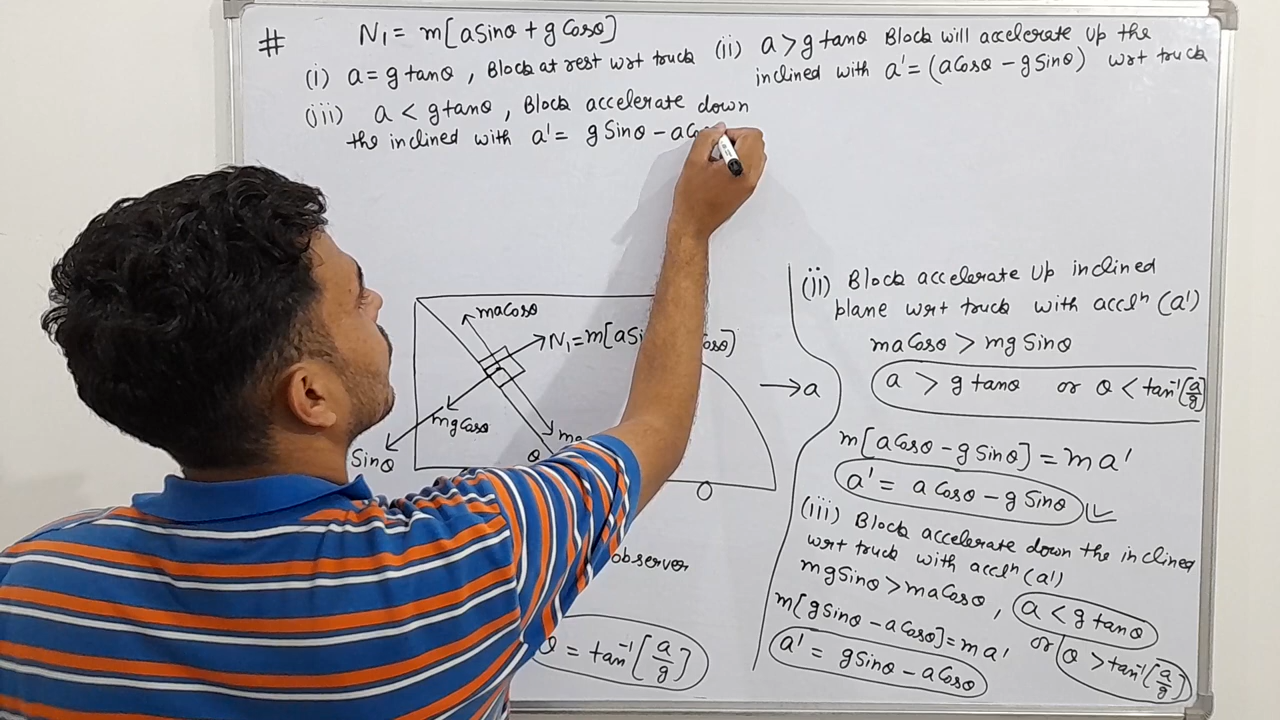 # N₁ = m[a Sinθ + g Cosθ]
(i) a = g tanθ, Block at rest wrt truck
(ii) a > g tanθ Block will accelerate up the
inclined with a' = (a Cosθ - g Sinθ) wrt truck
(iii) a < g tanθ, Block accelerate down
the inclined with a' = g Sinθ - a
ma Cosθ
N₁ = m[a
Cosθ)
mg Cosθ
Sinθ
θ
→ a
observer
= tan⁻¹[a/g]
(ii) Block accelerate up inclined
plane wrt truck with acclⁿ (a')
ma Cosθ > mg Sinθ
a > g tanθ or θ < tan⁻¹[a/g]
m[a Cosθ - g Sinθ] = ma'
a' = a Cosθ - g Sinθ
(iii) Block accelerate down the inclined
wrt truck with acclⁿ (a')
mg Sinθ > ma Cosθ, a < g tanθ
or θ > tan⁻¹[a/g]
m[g Sinθ - a Cosθ] = ma'
a' = g Sinθ - a Cosθ